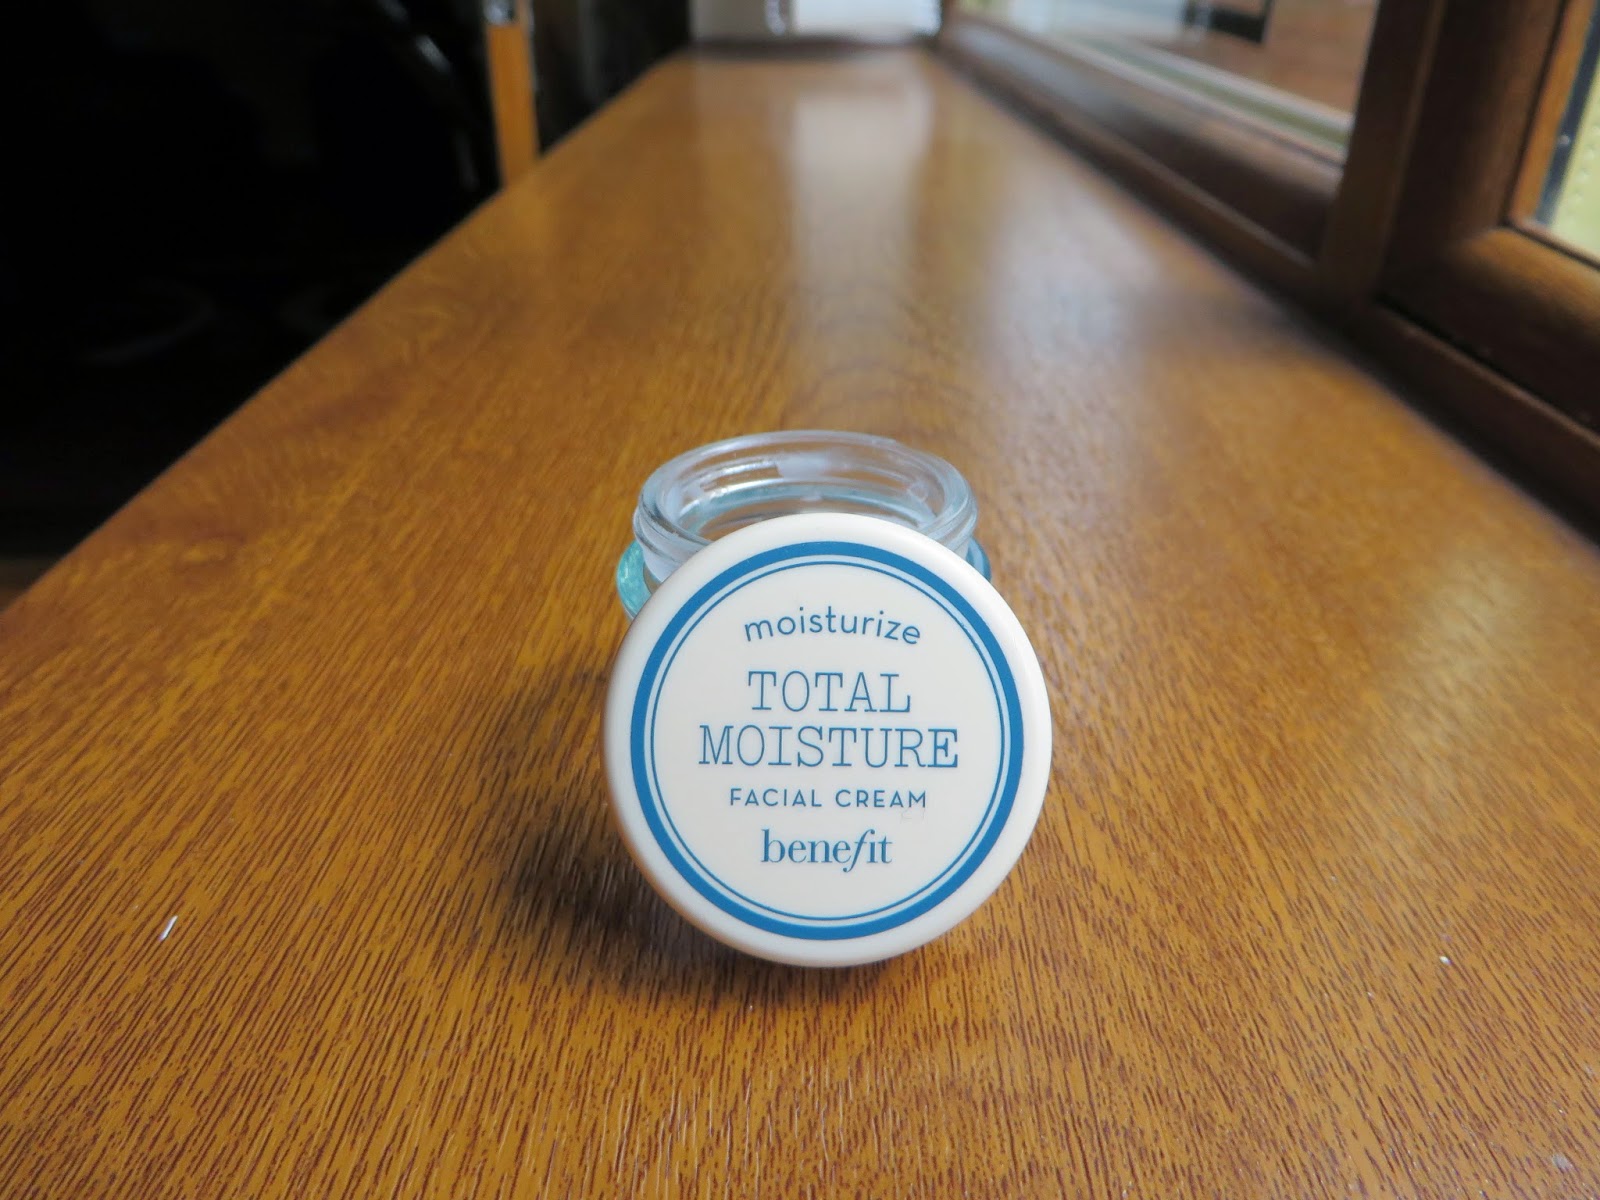 moisturize
TOTAL
MOISTURE
FACIAL CREAM
benefit